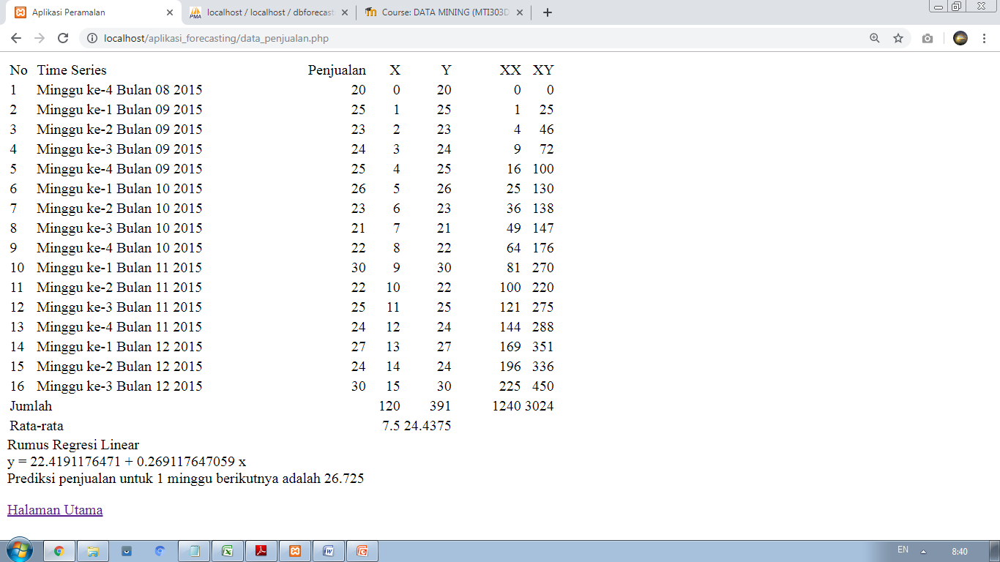 Aplikasi Peramalan
localhost / localhost / dbforecast
Course: DATA MINING (MTI303D
localhost/aplikasi_forecasting/data_penjualan.php
No Time Series Penjualan X Y XX XY
1 Minggu ke-4 Bulan 08 2015 20 0 20 0 0
2 Minggu ke-1 Bulan 09 2015 25 1 25 1 25
3 Minggu ke-2 Bulan 09 2015 23 2 23 4 46
4 Minggu ke-3 Bulan 09 2015 24 3 24 9 72
5 Minggu ke-4 Bulan 09 2015 25 4 25 16 100
6 Minggu ke-1 Bulan 10 2015 26 5 26 25 130
7 Minggu ke-2 Bulan 10 2015 23 6 23 36 138
8 Minggu ke-3 Bulan 10 2015 21 7 21 49 147
9 Minggu ke-4 Bulan 10 2015 22 8 22 64 176
10 Minggu ke-1 Bulan 11 2015 30 9 30 81 270
11 Minggu ke-2 Bulan 11 2015 22 10 22 100 220
12 Minggu ke-3 Bulan 11 2015 25 11 25 121 275
13 Minggu ke-4 Bulan 11 2015 24 12 24 144 288
14 Minggu ke-1 Bulan 12 2015 27 13 27 169 351
15 Minggu ke-2 Bulan 12 2015 24 14 24 196 336
16 Minggu ke-3 Bulan 12 2015 30 15 30 225 450
Jumlah 120 391 1240 3024
Rata-rata 7.5 24.4375
Rumus Regresi Linear
y = 22.4191176471 + 0.269117647059 x
Prediksi penjualan untuk 1 minggu berikutnya adalah 26.725
Halaman Utama
EN 8:40